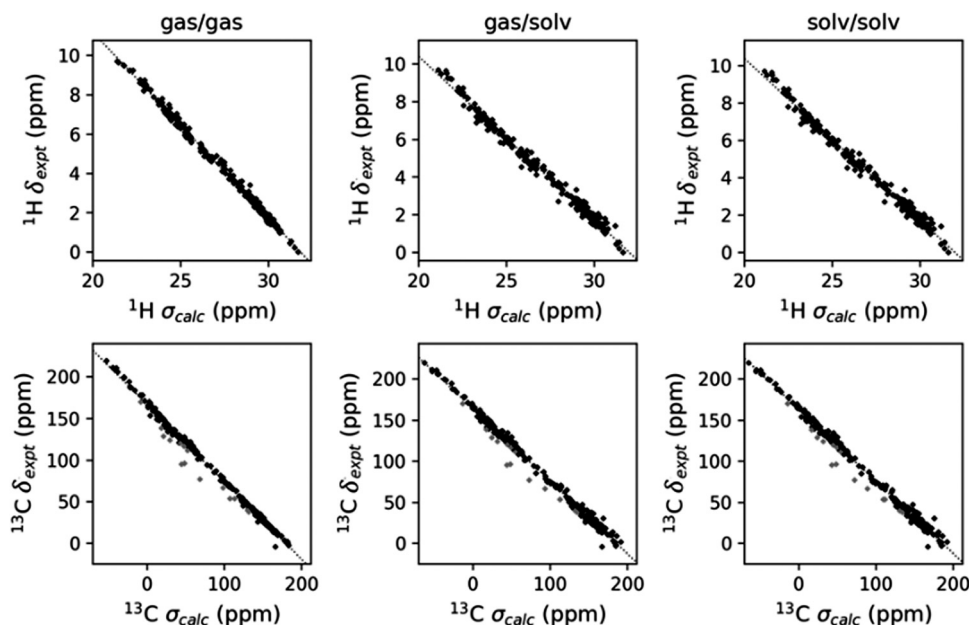 gas/gas
gas/solv
solv/solv
10
8
6
4
2
0
¹H δexpt (ppm)
20 25 30
¹H σcalc (ppm)
10
8
6
4
2
0
¹H δexpt (ppm)
20 25 30
¹H σcalc (ppm)
10
8
6
4
2
0
¹H δexpt (ppm)
20 25 30
¹H σcalc (ppm)
200
150
100
50
0
¹³C δexpt (ppm)
0 100 200
¹³C σcalc (ppm)
200
150
100
50
0
¹³C δexpt (ppm)
0 100 200
¹³C σcalc (ppm)
200
150
100
50
0
¹³C δexpt (ppm)
0 100 200
¹³C σcalc (ppm)